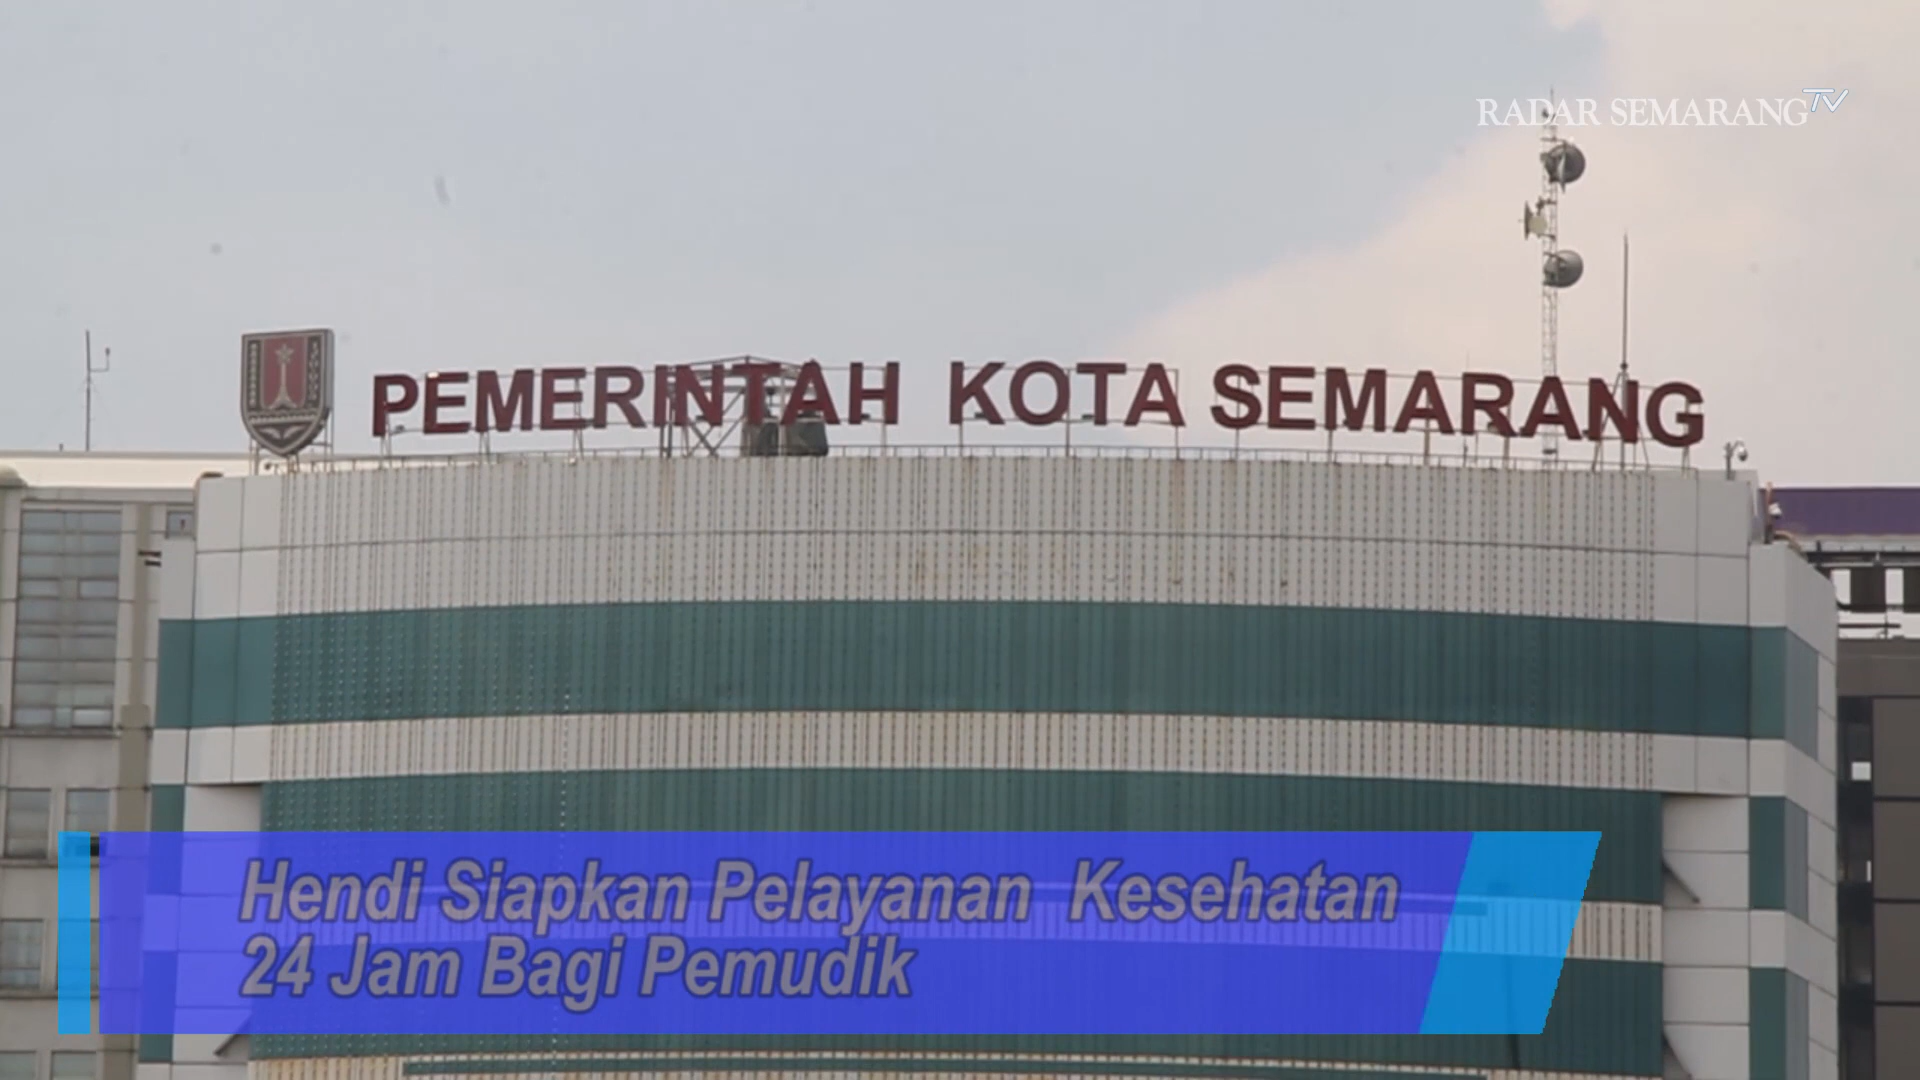 RADAR SEMARANG TV
PEMERINTAH KOTA SEMARANG
Hendi Siapkan Pelayanan Kesehatan
24 Jam Bagi Pemudik